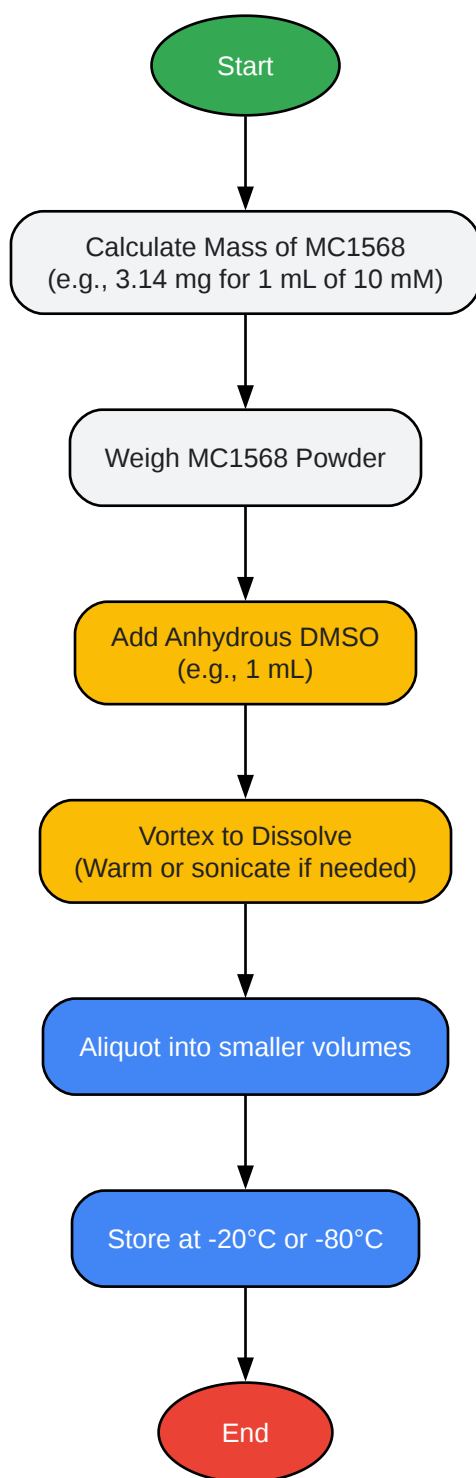 Start
Calculate Mass of MC1568
(e.g., 3.14 mg for 1 mL of 10 mM)
Weigh MC1568 Powder
Add Anhydrous DMSO
(e.g., 1 mL)
Vortex to Dissolve
(Warm or sonicate if needed)
Aliquot into smaller volumes
Store at -20°C or -80°C
End